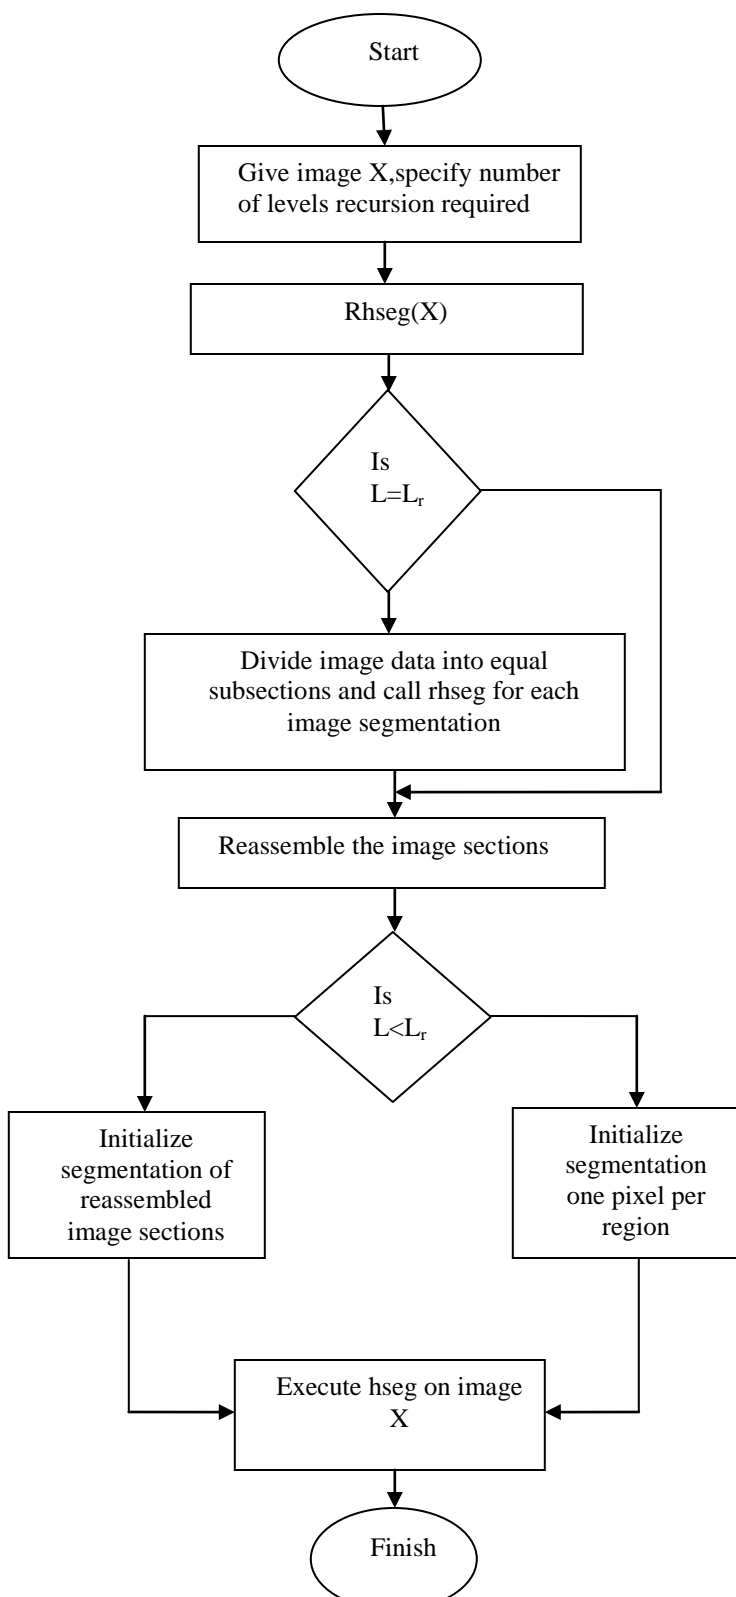 Start
Give image X,specify number
of levels recursion required
Rhseg(X)
Is
L=Lᵣ
Divide image data into equal
subsections and call rhseg for each
image segmentation
Reassemble the image sections
Is
L<Lᵣ
Initialize
segmentation of
reassembled
image sections
Initialize
segmentation
one pixel per
region
Execute hseg on image
X
Finish